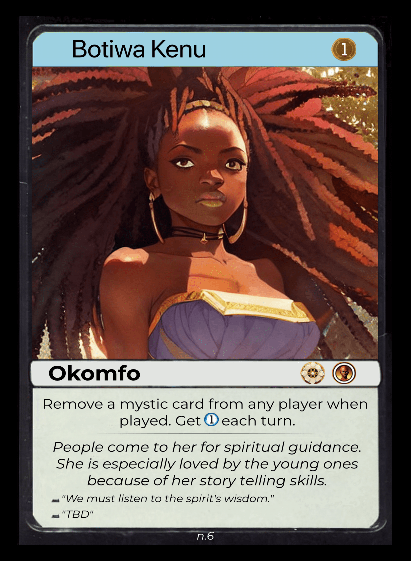 Botiwa Kenu
1
Okomfo
Remove a mystic card from any player when
played. Get 1 each turn.
People come to her for spiritual guidance.
She is especially loved by the young ones
because of her story telling skills.
"We must listen to the spirit's wisdom."
"TBD"
n.6